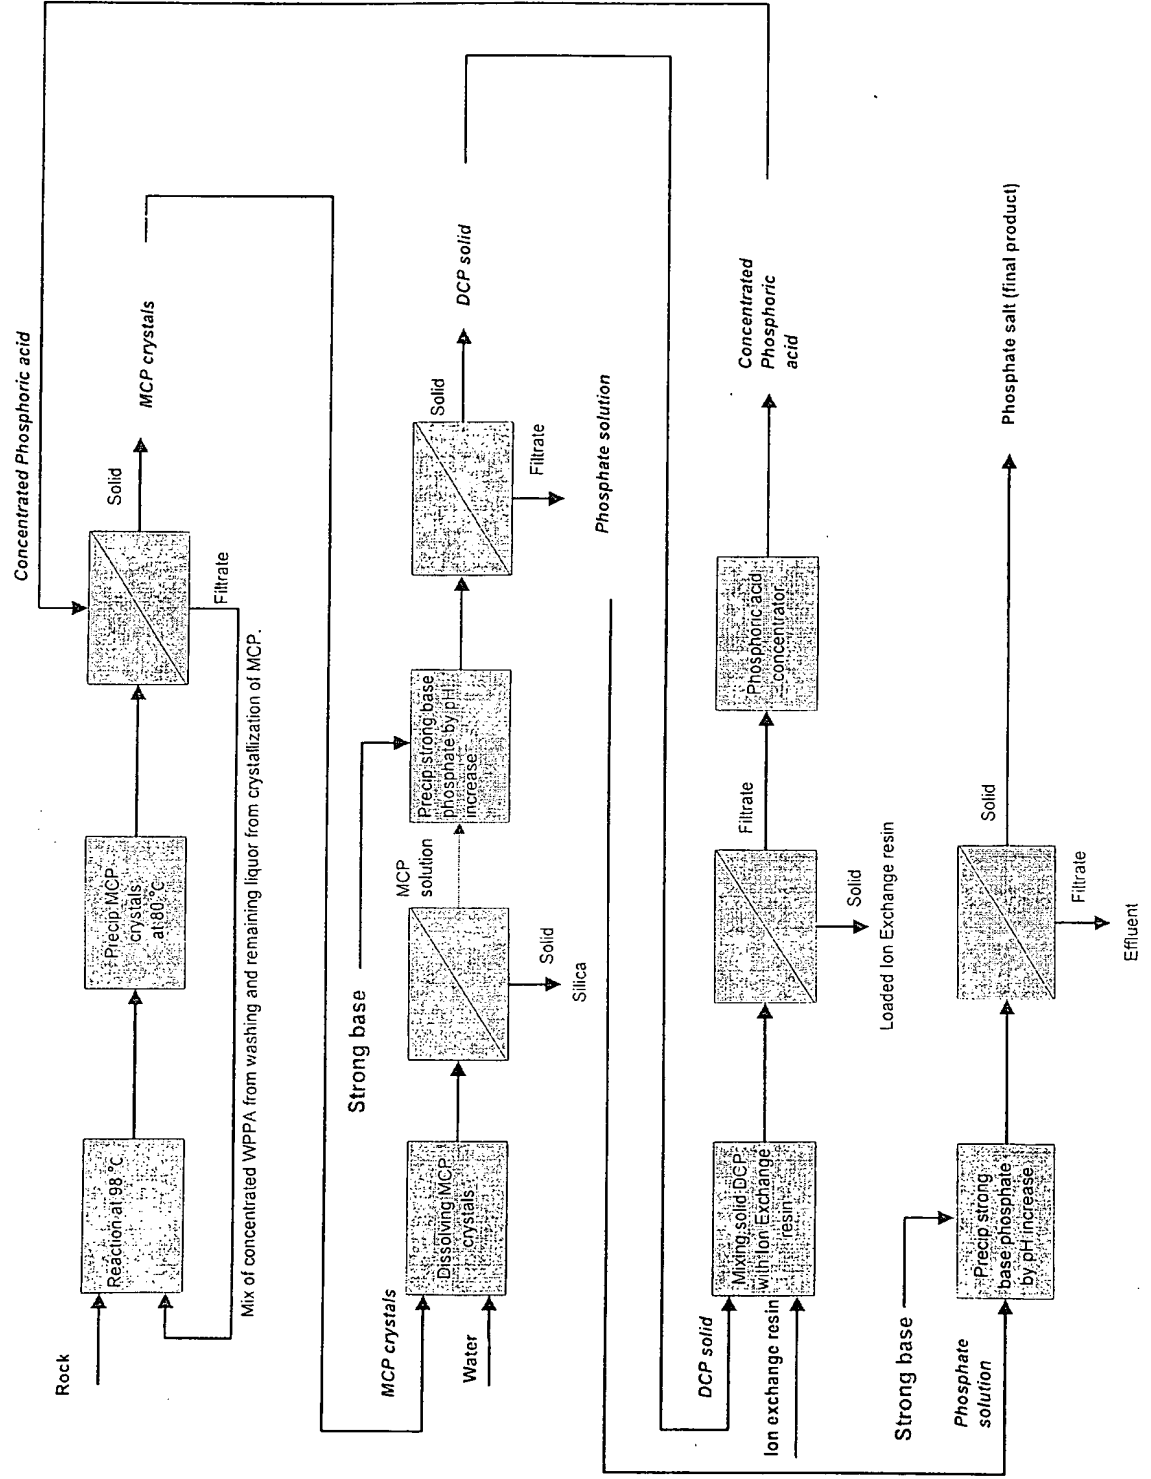 Concentrated Phosphoric acid
Rock
Reaction at 98 °C
Precip MCP
crystals
at 80 °C
Solid
MCP crystals
Filtrate
Mix of concentrated WPPA from washing and remaining liquor from crystallization of MCP.
MCP crystals
Water
Dissolving MCP
crystals
Solid
Silica
MCP
solution
Strong base
Precip strong base
phosphate by pH
increase
Solid
DCP solid
Filtrate
Phosphate solution
DCP solid
Ion exchange resin
Mixing solid DCP
with Ion Exchange
resin
Solid
Loaded Ion Exchange resin
Filtrate
Phosphoric acid
concentrator
Concentrated
Phosphoric
acid
Strong base
Phosphate
solution
Precip strong
base phosphate
by pH increase
Filtrate
Effluent
Solid
Phosphate salt (final product)